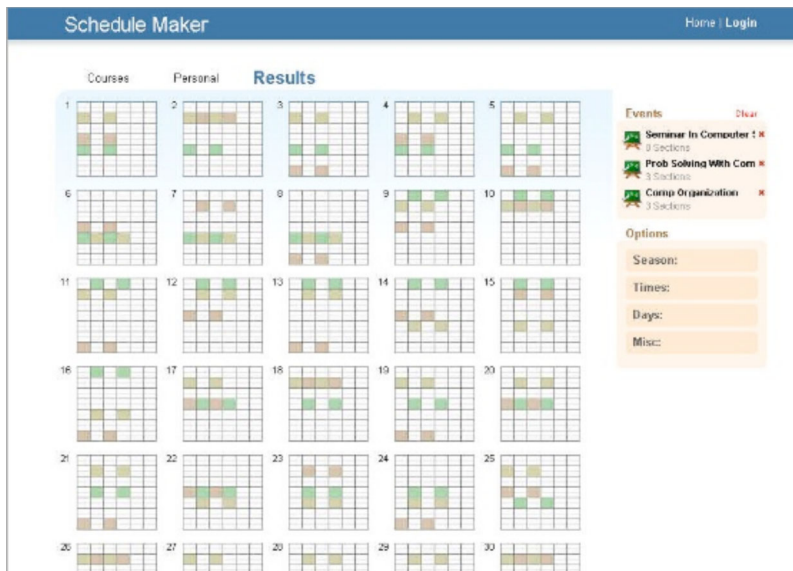 Schedule Maker
Home | Login
Courses Personal Results
1 2 3 4 5
6 7 8 9 10
11 12 13 14 15
16 17 18 19 20
21 22 23 24 25
26 27 28 29 30
Events Clear
Seminar In Computer
Sections
Prob Solving With Com
3 Sections
Comp Organization
3 Sections
Options
Season:
Times:
Days:
Misc: